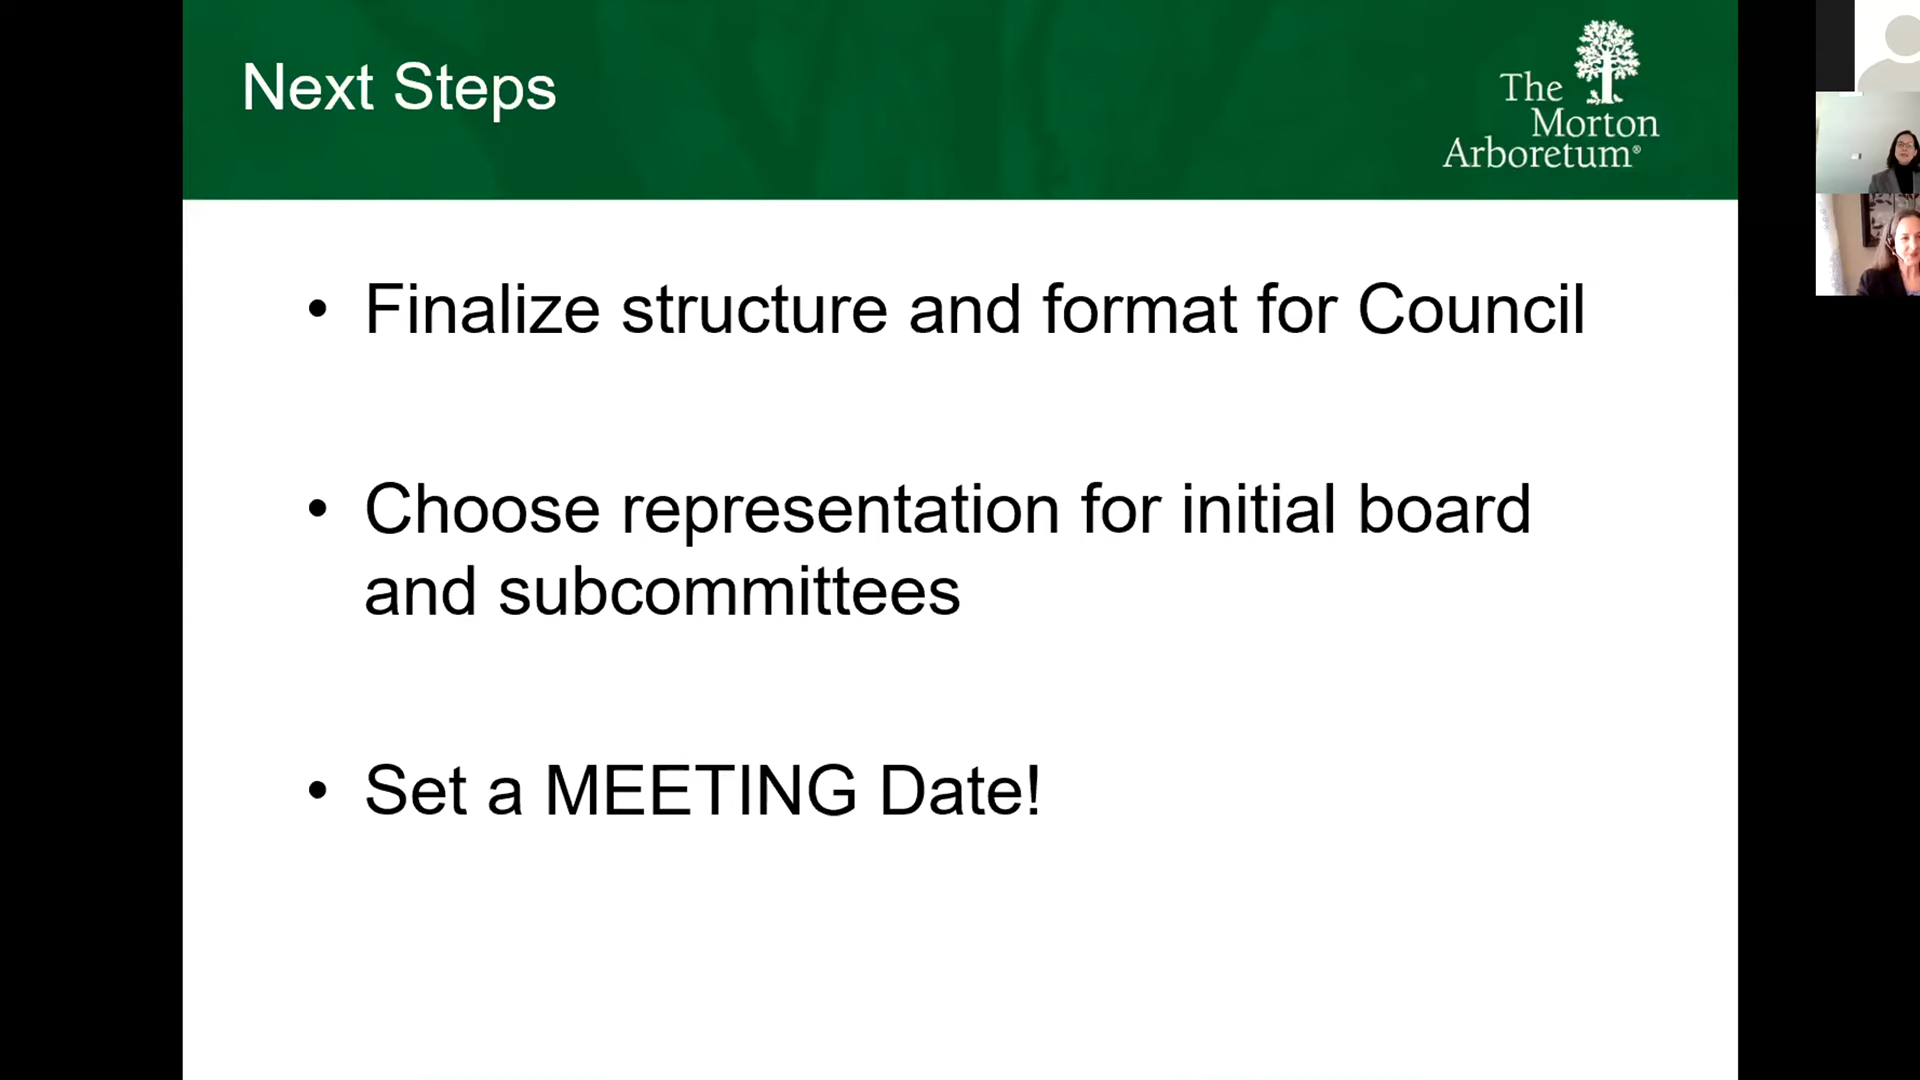 Next Steps
The
Morton
Arboretum®
• Finalize structure and format for Council
• Choose representation for initial board
and subcommittees
• Set a MEETING Date!